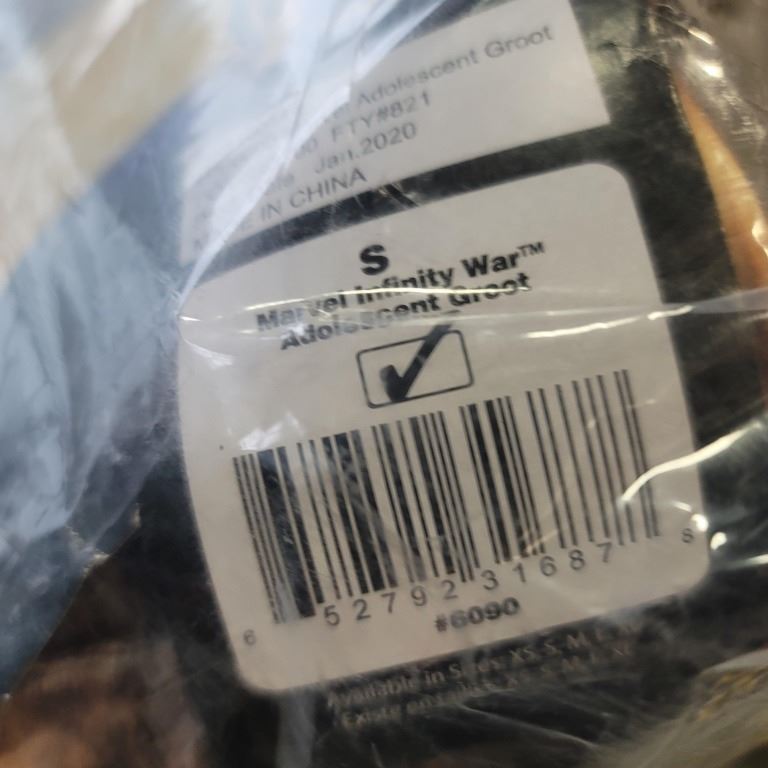 Adolescent Groot
FTY#821
Jan.2020
IN CHINA
S
Marvel Infinity War™
Adolescent Groot
6 52792 31687 8
#6090
Available in S XS S M L